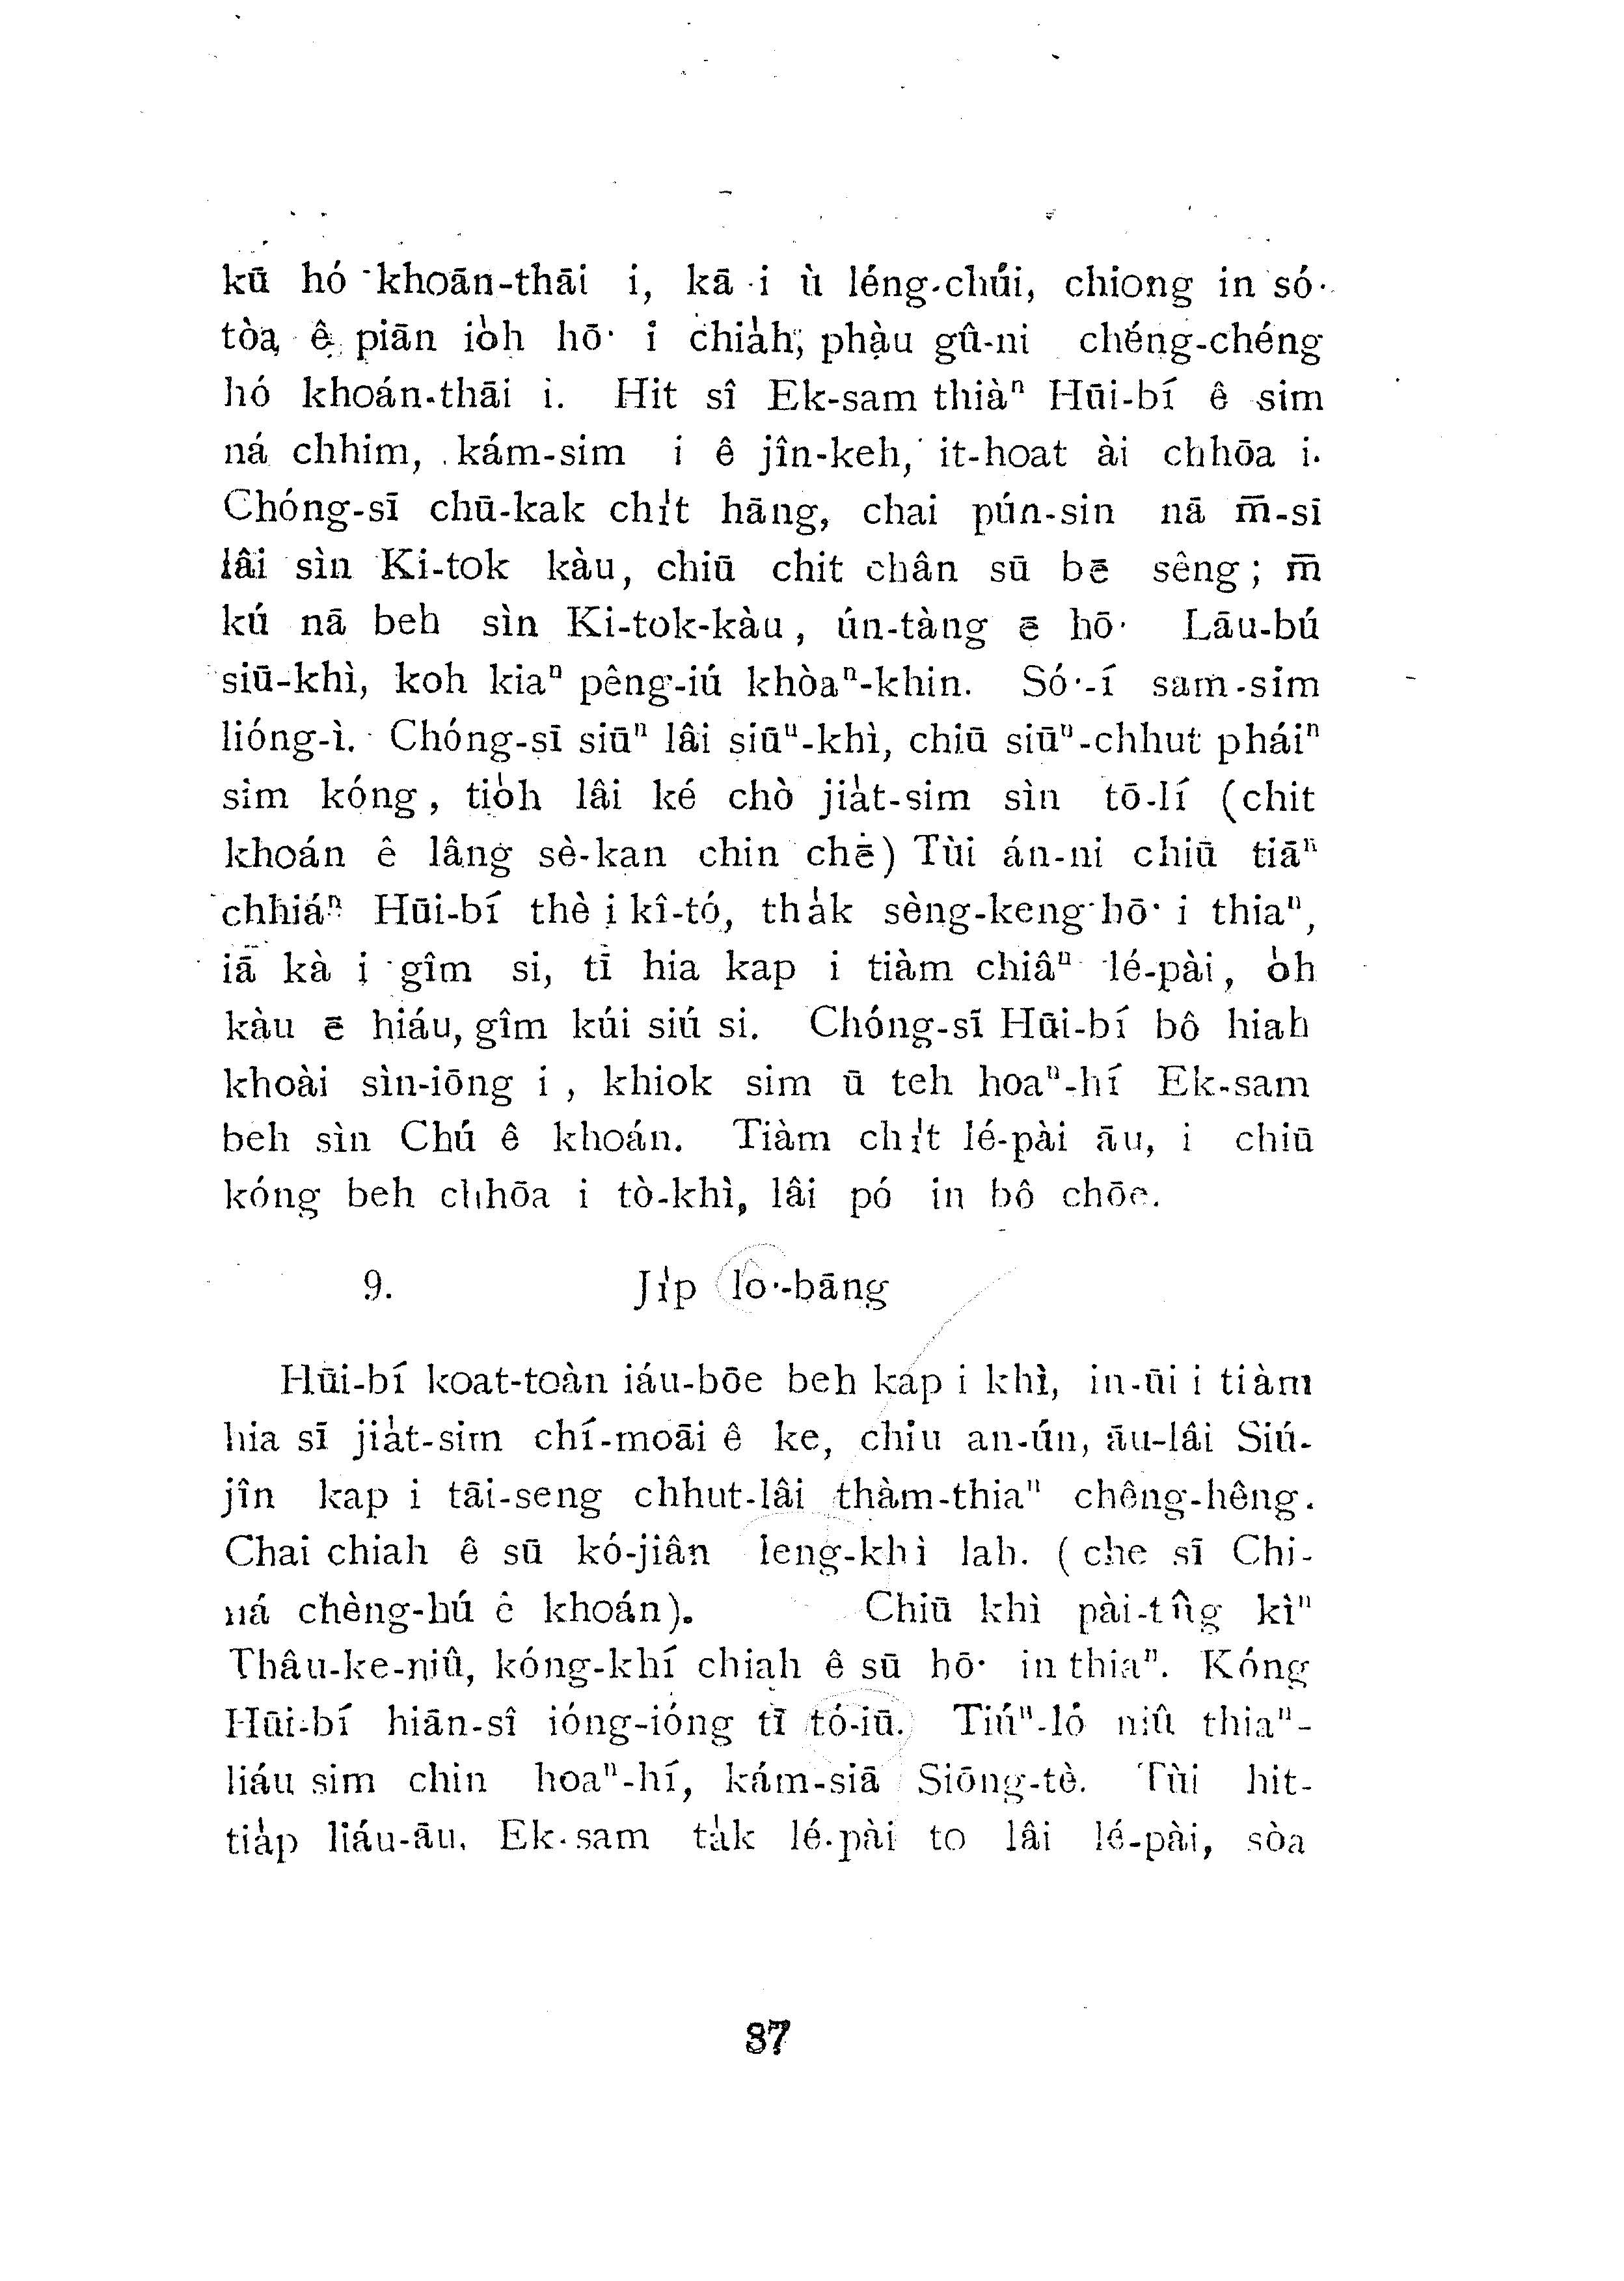 kū hó khoān-thāi i, kā i ù léng-chúi, chiong in só·-
tòa ê piān io̍h hō· i chia̍h, phàu gû-ni chéng-chéng
hó khoán-thāi i. Hit sî Ek-sam thiàⁿ Hūi-bí ê sim
ná chhim, kám-sim i ê jîn-keh, it-hoat ài chhōa i.
Chóng-sī chū-kak chi̍t hāng, chai pún-sin nā m̄-sī
lâi sìn Ki-tok kàu, chiū chit chân sū bē sêng; m̄
kú nā beh sìn Ki-tok-kàu, ún-tàng ē hō· Lāu-bú
siū-khì, koh kiaⁿ pêng-iú khòaⁿ-khin. Só·-í sam-sim
lióng-ì. Chóng-sī siūⁿ lâi siūⁿ-khì, chiū siūⁿ-chhut pháiⁿ
sim kóng, tio̍h lâi ké chò jia̍t-sim sìn tō-lí (chit
khoán ê lâng sè-kan chin chē) Tùi án-ni chiū tiāⁿ
chhiáⁿ Hūi-bí thè i kî-tó, tha̍k sèng-keng hō· i thiaⁿ,
iā kà i gîm si, tī hia kap i tiàm chiâⁿ lé-pài, o̍h
kàu ē hiáu, gîm kúi siú si. Chóng-sī Hūi-bí bô hiah
khoài sìn-iōng i, khiok sim ū teh hoaⁿ-hí Ek-sam
beh sìn Chú ê khoán. Tiàm chi̍t lé-pài āu, i chiū
kóng beh chhōa i tò-khì, lâi pó in bô chōe.
9. Ji̍p lo·-bāng
Hūi-bí koat-toàn iáu-bōe beh kap i khì, in-ūi i tiàm
hia sī jia̍t-sim chí-moāi ê ke, chiu an-ún, āu-lâi Siú-
jîn kap i tāi-seng chhut-lâi thàm-thiaⁿ chêng-hêng.
Chai chiah ê sū kó-jiân leng-khì lah. (che sī Chi-
ná chèng-hú ê khoán). Chiū khì pài-tn̂g kìⁿ
Thâu-ke-niû, kóng-khí chiah ê sū hō· in thiaⁿ. Kóng
Hūi-bí hiān-sî ióng-ióng tī tó-iū. Tiúⁿ-ló niû thiaⁿ-
liáu sim chin hoaⁿ-hí, kám-siā Siōng-tè. Tùi hit-
tia̍p liáu-āu, Ek-sam ta̍k lé-pài to lâi lé-pài, sòa
87